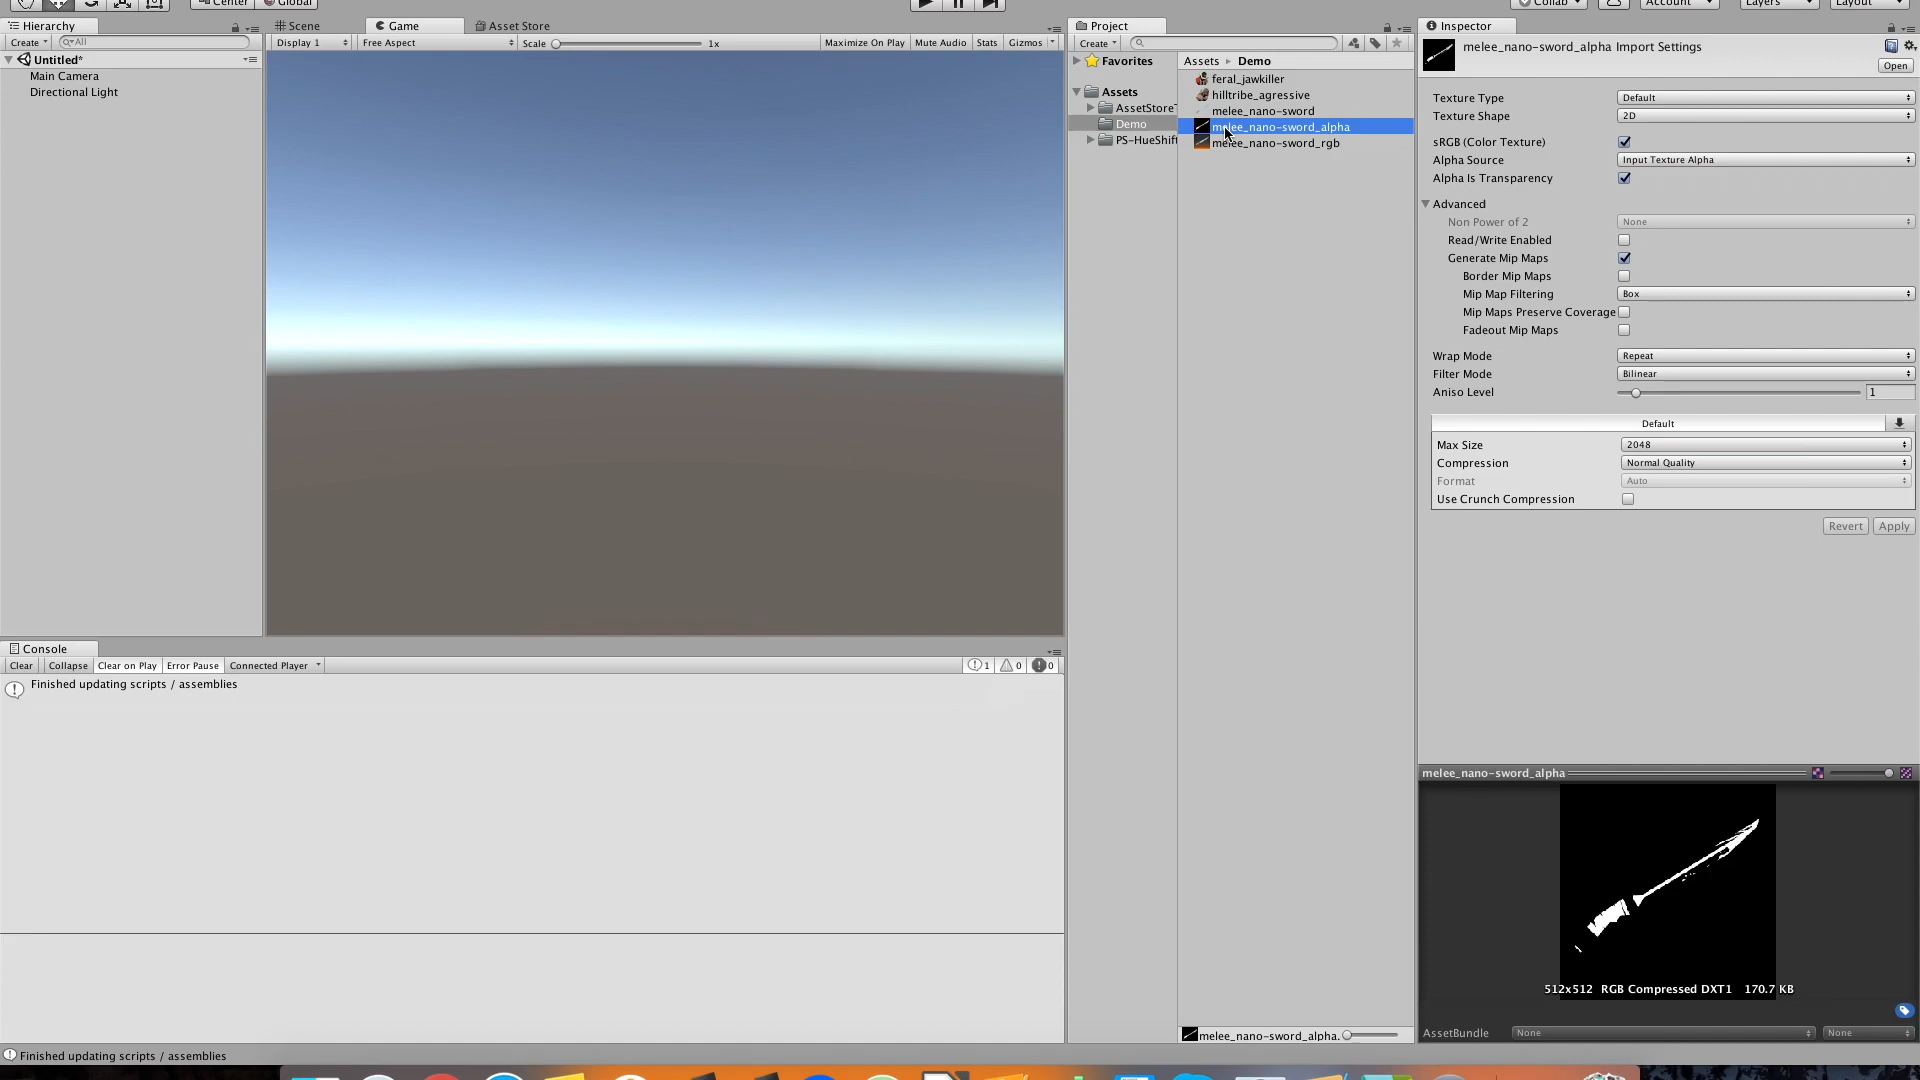 Center
Global
Collab
Account
Layers
Layout
Hierarchy
Create
All
Untitled*
Main Camera
Directional Light
Scene
Game
Asset Store
Display 1
Free Aspect
Scale
1x
Maximize On Play
Mute Audio
Stats
Gizmos
Console
Clear
Collapse
Clear on Play
Error Pause
Connected Player
1
0
0
Finished updating scripts / assemblies
Finished updating scripts / assemblies
Project
Create
Favorites
Assets
AssetStoreT
Demo
PS-HueShift
Assets
Demo
feral_jawkiller
hilltribe_agressive
melee_nano-sword
melee_nano-sword_alpha
melee_nano-sword_rgb
melee_nano-sword_alpha.
Inspector
melee_nano-sword_alpha Import Settings
Open
Texture Type
Default
Texture Shape
2D
sRGB (Color Texture)
Alpha Source
Input Texture Alpha
Alpha Is Transparency
Advanced
Non Power of 2
None
Read/Write Enabled
Generate Mip Maps
Border Mip Maps
Mip Map Filtering
Box
Mip Maps Preserve Coverage
Fadeout Mip Maps
Wrap Mode
Repeat
Filter Mode
Bilinear
Aniso Level
1
Default
Max Size
2048
Compression
Normal Quality
Format
Auto
Use Crunch Compression
Revert
Apply
melee_nano-sword_alpha
512x512 RGB Compressed DXT1 170.7 KB
AssetBundle
None
None